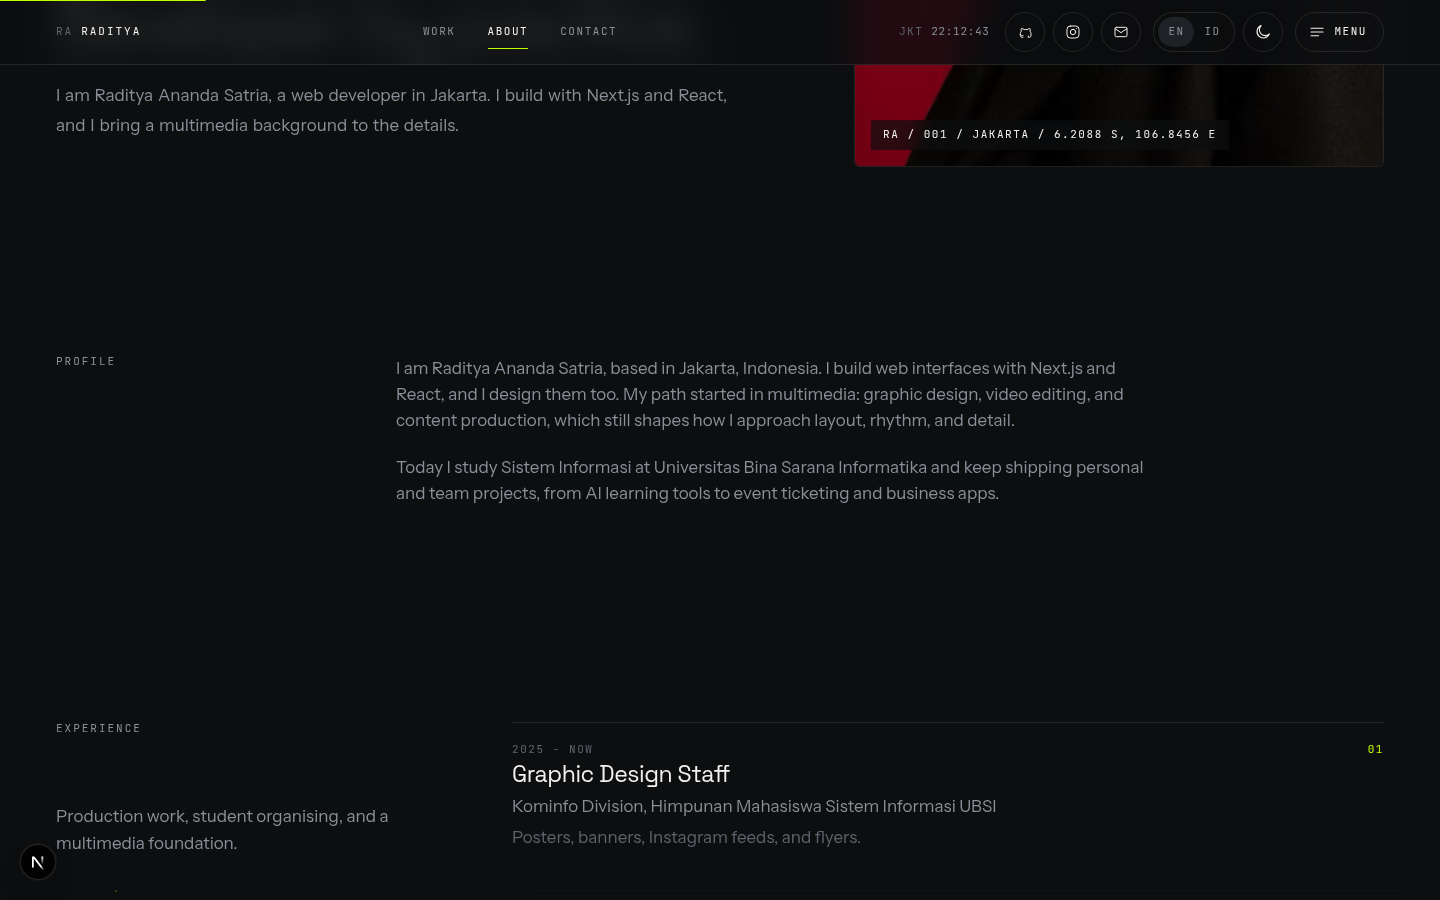 RA RADITYA
WORK
ABOUT
CONTACT
JKT 22:12:43
EN
ID
MENU
I am Raditya Ananda Satria, a web developer in Jakarta. I build with Next.js and React,
and I bring a multimedia background to the details.
RA / 001 / JAKARTA / 6.2088 S, 106.8456 E
PROFILE
I am Raditya Ananda Satria, based in Jakarta, Indonesia. I build web interfaces with Next.js and
React, and I design them too. My path started in multimedia: graphic design, video editing, and
content production, which still shapes how I approach layout, rhythm, and detail.
Today I study Sistem Informasi at Universitas Bina Sarana Informatika and keep shipping personal
and team projects, from AI learning tools to event ticketing and business apps.
EXPERIENCE
Production work, student organising, and a
multimedia foundation.
2025 - NOW
01
Graphic Design Staff
Kominfo Division, Himpunan Mahasiswa Sistem Informasi UBSI
Posters, banners, Instagram feeds, and flyers.
N